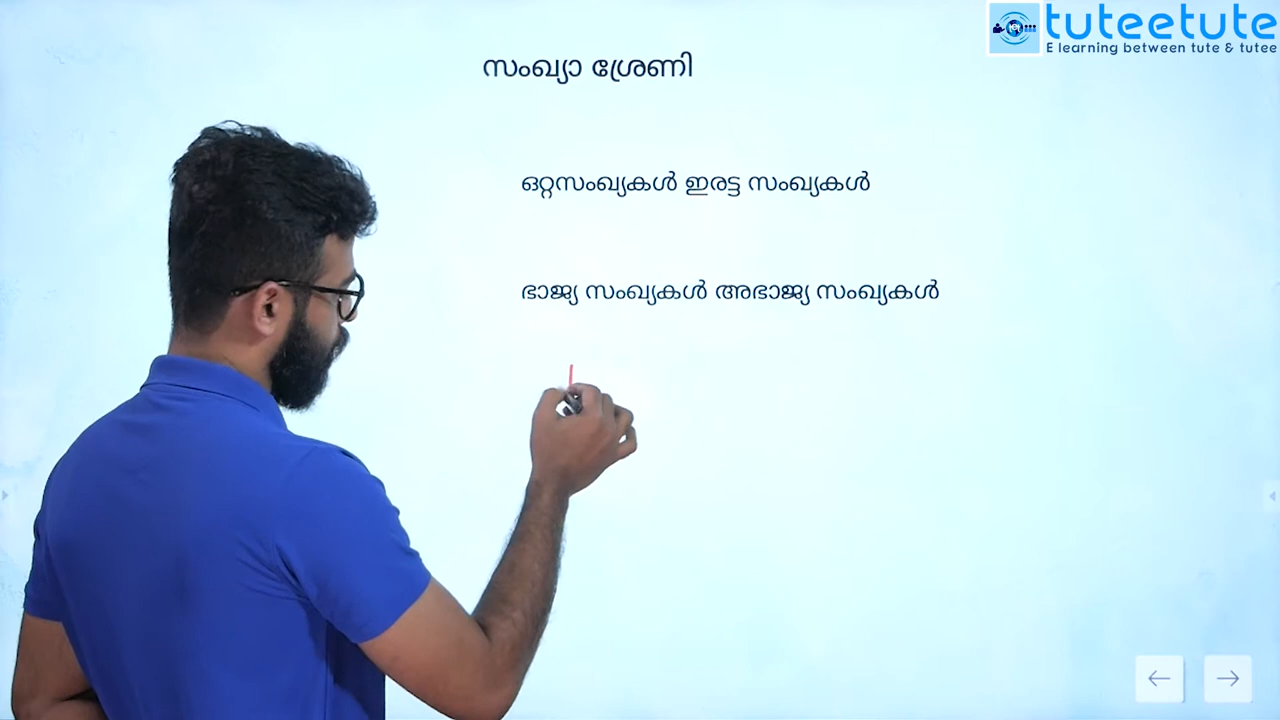 tuteetute
E learning between tute & tutee
സംഖ്യാ ശ്രേണി
ഒറ്റസംഖ്യകൾ ഇരട്ട സംഖ്യകൾ
ഭാജ്യ സംഖ്യകൾ അഭാജ്യ സംഖ്യകൾ